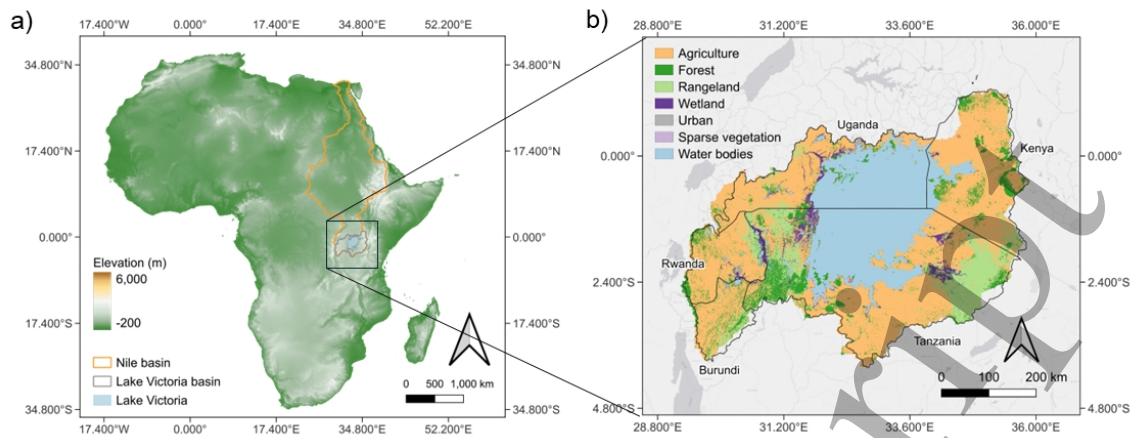 a)
17.400°W 0.000° 17.400°E 34.800°E 52.200°E
34.800°N 34.800°N
17.400°N 17.400°N
0.000° 0.000°
17.400°S 17.400°S
34.800°S 34.800°S
Elevation (m)
6,000
-200
Nile basin
Lake Victoria basin
Lake Victoria
0 500 1,000 km
17.400°W 0.000° 17.400°E 34.800°E 52.200°E
b)
28.800°E 31.200°E 33.600°E 36.000°E
Agriculture
Forest
Rangeland
Wetland
Urban
Sparse vegetation
Water bodies
Uganda
Kenya
0.000° 0.000°
Rwanda
2.400°S 2.400°S
Tanzania
Burundi
0 100 200 km
4.800°S 4.800°S
28.800°E 31.200°E 33.600°E 36.000°E